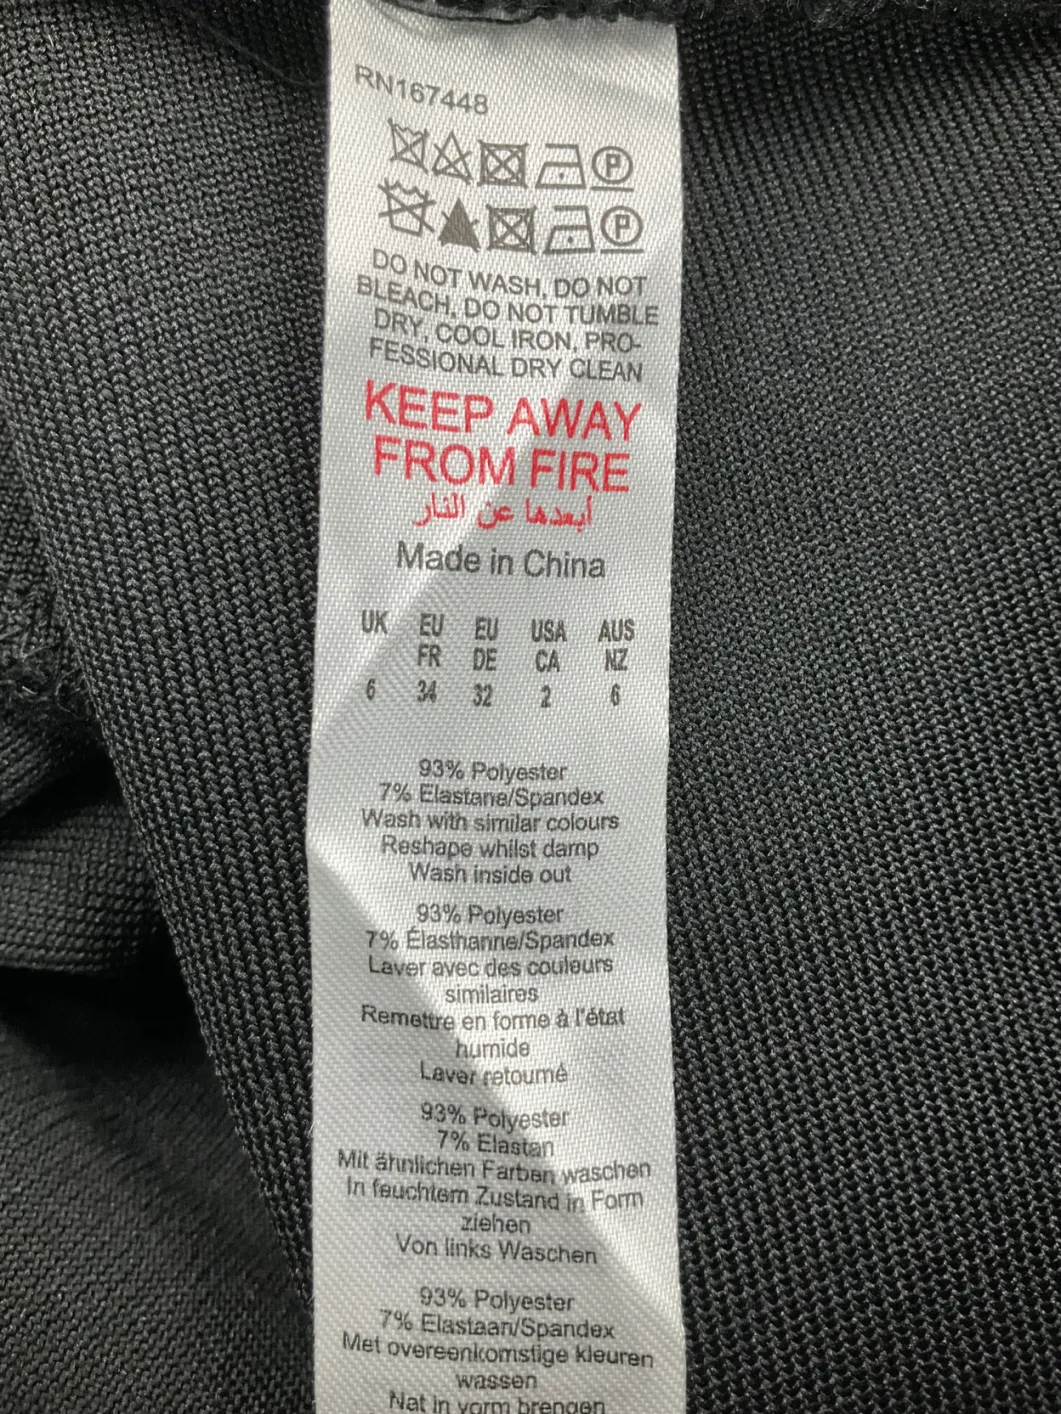 RN167448
DO NOT WASH, DO NOT
BLEACH, DO NOT TUMBLE
DRY, COOL IRON, PRO-
FESSIONAL DRY CLEAN
KEEP AWAY
FROM FIRE
أبعدها عن النار
Made in China
UK EU EU USA AUS
FR DE CA NZ
6 34 32 2 6
93% Polyester
7% Elastane/Spandex
Wash with similar colours
Reshape whilst damp
Wash inside out
93% Polyester
7% Élasthanne/Spandex
Laver avec des couleurs
similaires
Remettre en forme à l'état
humide
Laver retourné
93% Polyester
7% Elastan
Mit ähnlichen Farben waschen
In feuchtem Zustand in Form
ziehen
Von links Waschen
93% Polyester
7% Elastaan/Spandex
Met overeenkomstige kleuren
wassen
Nat in vorm brengen